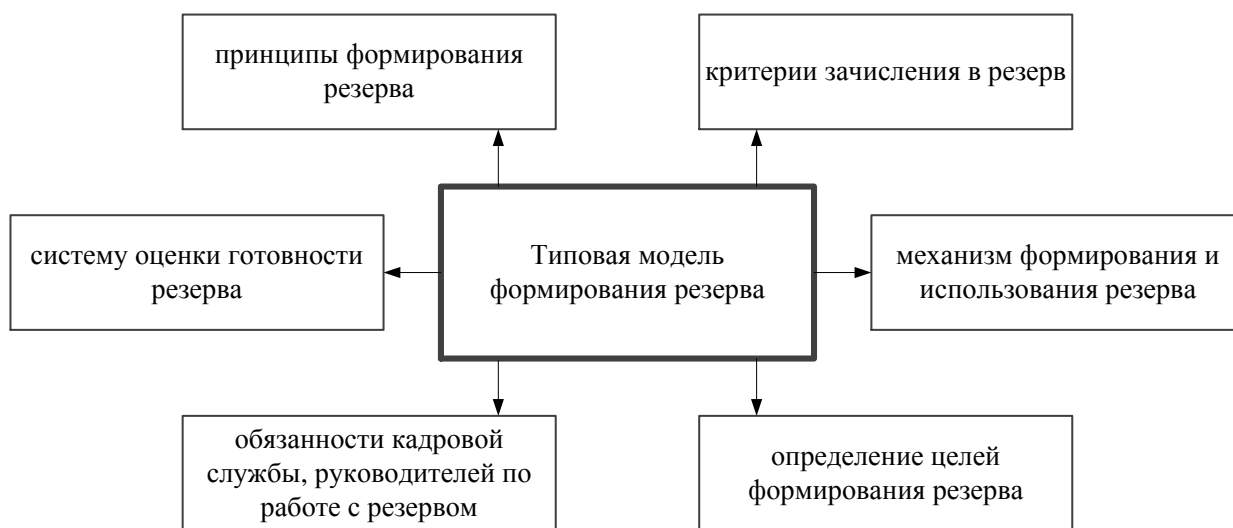 принципы формирования
резерва
критерии зачисления в резерв
систему оценки готовности
резерва
Типовая модель
формирования резерва
механизм формирования и
использования резерва
обязанности кадровой
службы, руководителей по
работе с резервом
определение целей
формирования резерва